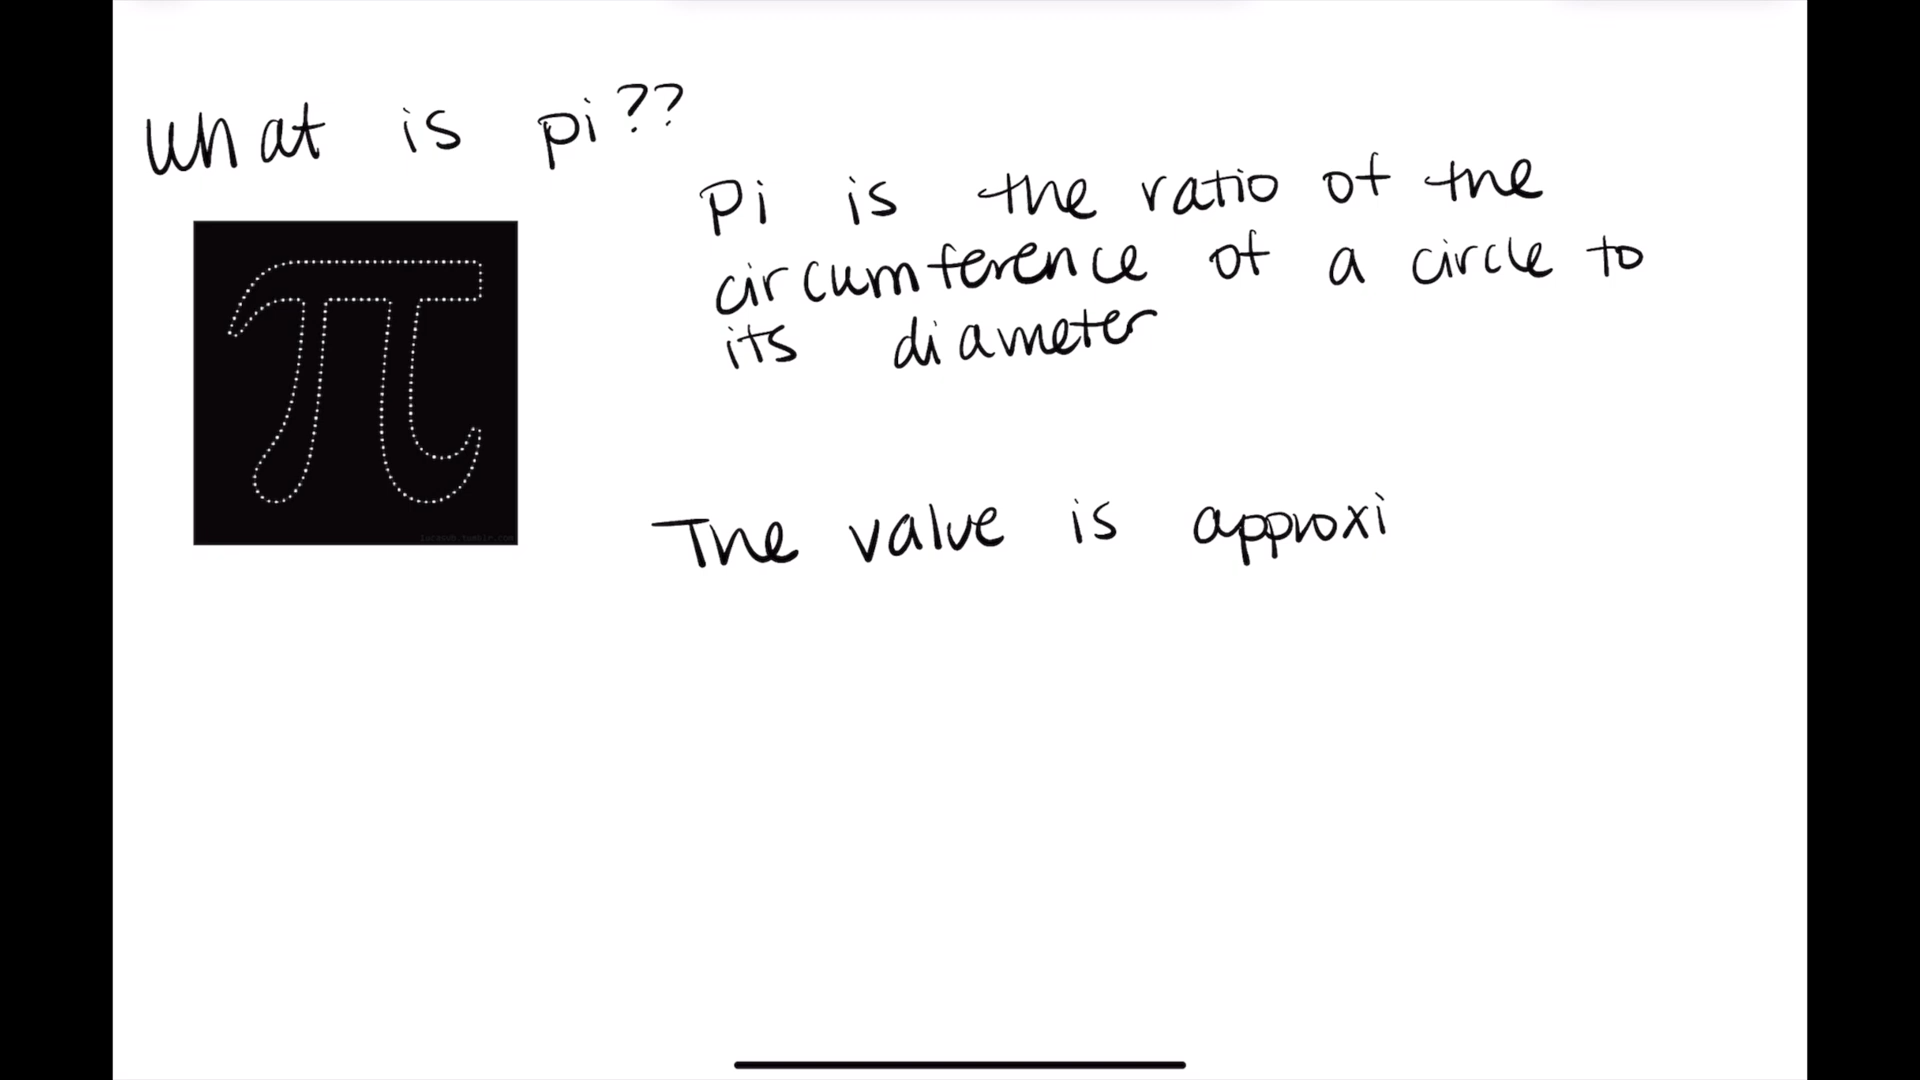 What is pi??
Pi is the ratio of the
circumference of a circle to
its diameter
The value is approxi